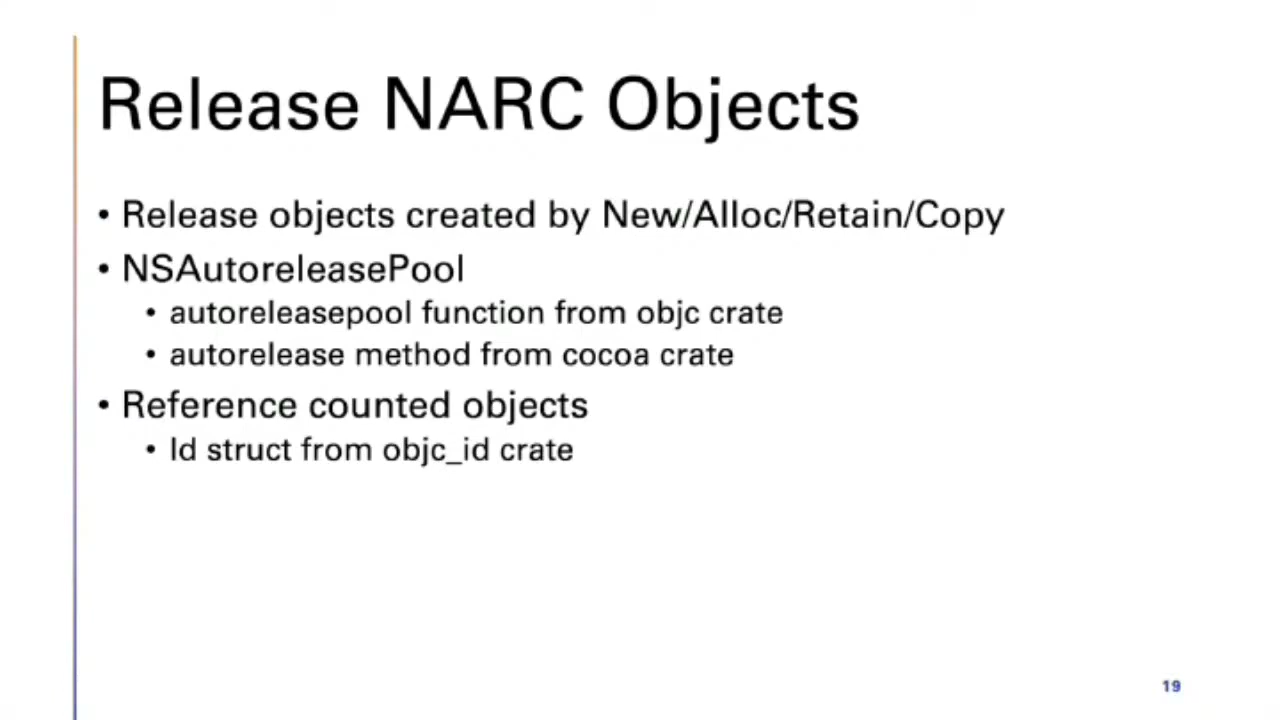 Release NARC Objects
• Release objects created by New/Alloc/Retain/Copy
• NSAutoreleasePool
• autoreleasepool function from objc crate
• autorelease method from cocoa crate
• Reference counted objects
• Id struct from objc_id crate
19